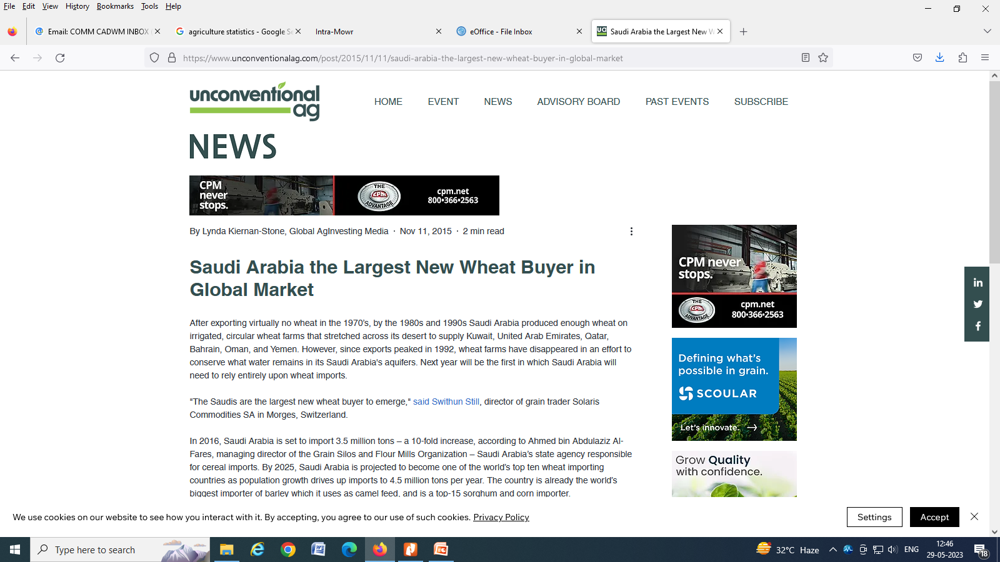 File Edit View History Bookmarks Tools Help
Email: COMM CADWM INBOX
agriculture statistics - Google Se
Intra-Mowr
eOffice - File Inbox
Saudi Arabia the Largest New W
https://www.unconventionalag.com/post/2015/11/11/saudi-arabia-the-largest-new-wheat-buyer-in-global-market
unconventional
ag
HOME EVENT NEWS ADVISORY BOARD PAST EVENTS SUBSCRIBE
NEWS
CPM
never
stops.
THE
CPM
ADVANTAGE
cpm.net
800•366•2563
By Lynda Kiernan-Stone, Global AgInvesting Media · Nov 11, 2015 · 2 min read
Saudi Arabia the Largest New Wheat Buyer in
Global Market
After exporting virtually no wheat in the 1970's, by the 1980s and 1990s Saudi Arabia produced enough wheat on
irrigated, circular wheat farms that stretched across its desert to supply Kuwait, United Arab Emirates, Qatar,
Bahrain, Oman, and Yemen. However, since exports peaked in 1992, wheat farms have disappeared in an effort to
conserve what water remains in its Saudi Arabia's aquifers. Next year will be the first in which Saudi Arabia will
need to rely entirely upon wheat imports.
"The Saudis are the largest new wheat buyer to emerge," said Swithun Still, director of grain trader Solaris
Commodities SA in Morges, Switzerland.
In 2016, Saudi Arabia is set to import 3.5 million tons – a 10-fold increase, according to Ahmed bin Abdulaziz Al-
Fares, managing director of the Grain Silos and Flour Mills Organization – Saudi Arabia's state agency responsible
for cereal imports. By 2025, Saudi Arabia is projected to become one of the world's top ten wheat importing
countries as population growth drives up imports to 4.5 million tons per year. The country is already the world's
biggest importer of barley which it uses as camel feed, and is a top-15 sorghum and corn importer.
CPM never
stops.
THE
CPM
ADVANTAGE
cpm.net
800•366•2563
Defining what's
possible in grain.
SCOULAR
Let's innovate.
Grow Quality
with confidence.
in
f
We use cookies on our website to see how you interact with it. By accepting, you agree to our use of such cookies. Privacy Policy
Settings
Accept
Type here to search
32°C Haze
ENG
12:46
29-05-2023
18